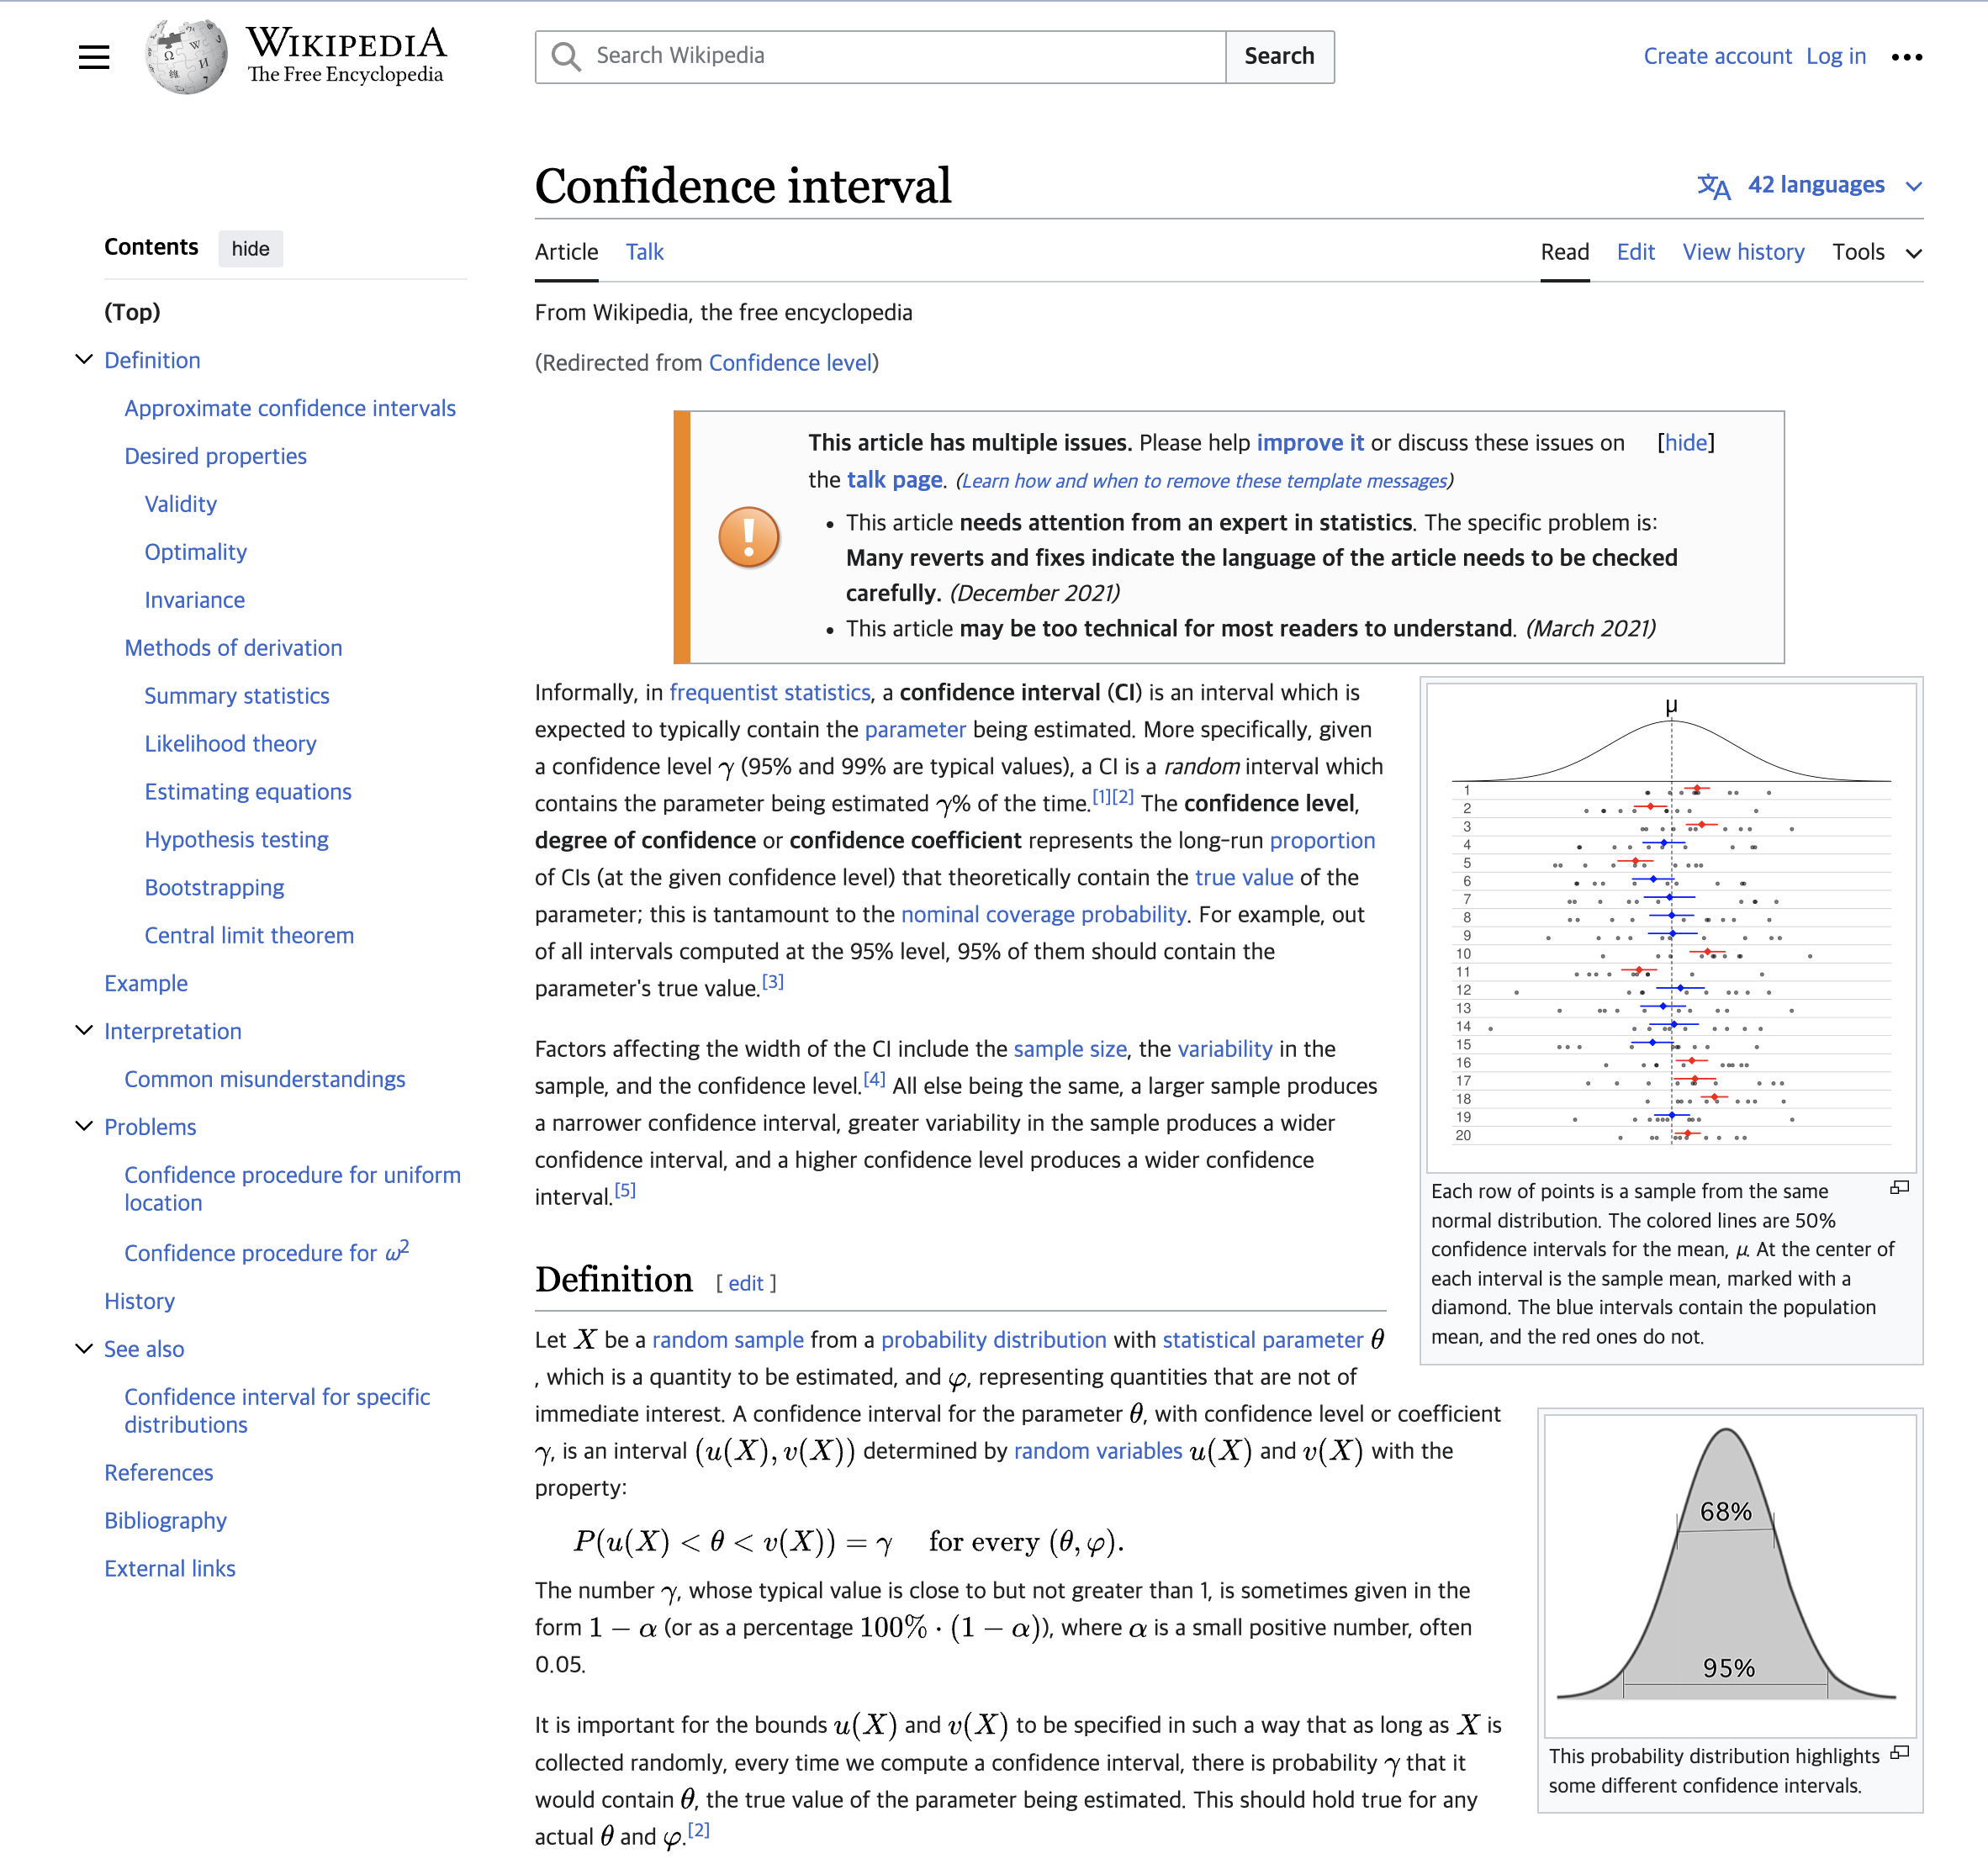 WIKIPEDIA
The Free Encyclopedia
Search Wikipedia
Search
Create account Log in
Confidence interval
42 languages
Article Talk
Read Edit View history Tools
Contents hide
(Top)
Definition
Approximate confidence intervals
Desired properties
Validity
Optimality
Invariance
Methods of derivation
Summary statistics
Likelihood theory
Estimating equations
Hypothesis testing
Bootstrapping
Central limit theorem
Example
Interpretation
Common misunderstandings
Problems
Confidence procedure for uniform
location
Confidence procedure for ω²
History
See also
Confidence interval for specific
distributions
References
Bibliography
External links
From Wikipedia, the free encyclopedia
(Redirected from Confidence level)
This article has multiple issues. Please help improve it or discuss these issues on [hide]
the talk page. (Learn how and when to remove these template messages)
• This article needs attention from an expert in statistics. The specific problem is:
Many reverts and fixes indicate the language of the article needs to be checked
carefully. (December 2021)
• This article may be too technical for most readers to understand. (March 2021)
Informally, in frequentist statistics, a confidence interval (CI) is an interval which is
expected to typically contain the parameter being estimated. More specifically, given
a confidence level γ (95% and 99% are typical values), a CI is a random interval which
contains the parameter being estimated γ% of the time.[1][2] The confidence level,
degree of confidence or confidence coefficient represents the long-run proportion
of CIs (at the given confidence level) that theoretically contain the true value of the
parameter; this is tantamount to the nominal coverage probability. For example, out
of all intervals computed at the 95% level, 95% of them should contain the
parameter's true value.[3]
Factors affecting the width of the CI include the sample size, the variability in the
sample, and the confidence level.[4] All else being the same, a larger sample produces
a narrower confidence interval, greater variability in the sample produces a wider
confidence interval, and a higher confidence level produces a wider confidence
interval.[5]
μ
1
2
3
4
5
6
7
8
9
10
11
12
13
14
15
16
17
18
19
20
Each row of points is a sample from the same
normal distribution. The colored lines are 50%
confidence intervals for the mean, μ. At the center of
each interval is the sample mean, marked with a
diamond. The blue intervals contain the population
mean, and the red ones do not.
Definition [ edit ]
Let X be a random sample from a probability distribution with statistical parameter θ
, which is a quantity to be estimated, and φ, representing quantities that are not of
immediate interest. A confidence interval for the parameter θ, with confidence level or coefficient
γ, is an interval (u(X), v(X)) determined by random variables u(X) and v(X) with the
property:
P(u(X) < θ < v(X)) = γ for every (θ, φ).
The number γ, whose typical value is close to but not greater than 1, is sometimes given in the
form 1 − α (or as a percentage 100% · (1 − α)), where α is a small positive number, often
0.05.
It is important for the bounds u(X) and v(X) to be specified in such a way that as long as X is
collected randomly, every time we compute a confidence interval, there is probability γ that it
would contain θ, the true value of the parameter being estimated. This should hold true for any
actual θ and φ.[2]
68%
95%
This probability distribution highlights
some different confidence intervals.